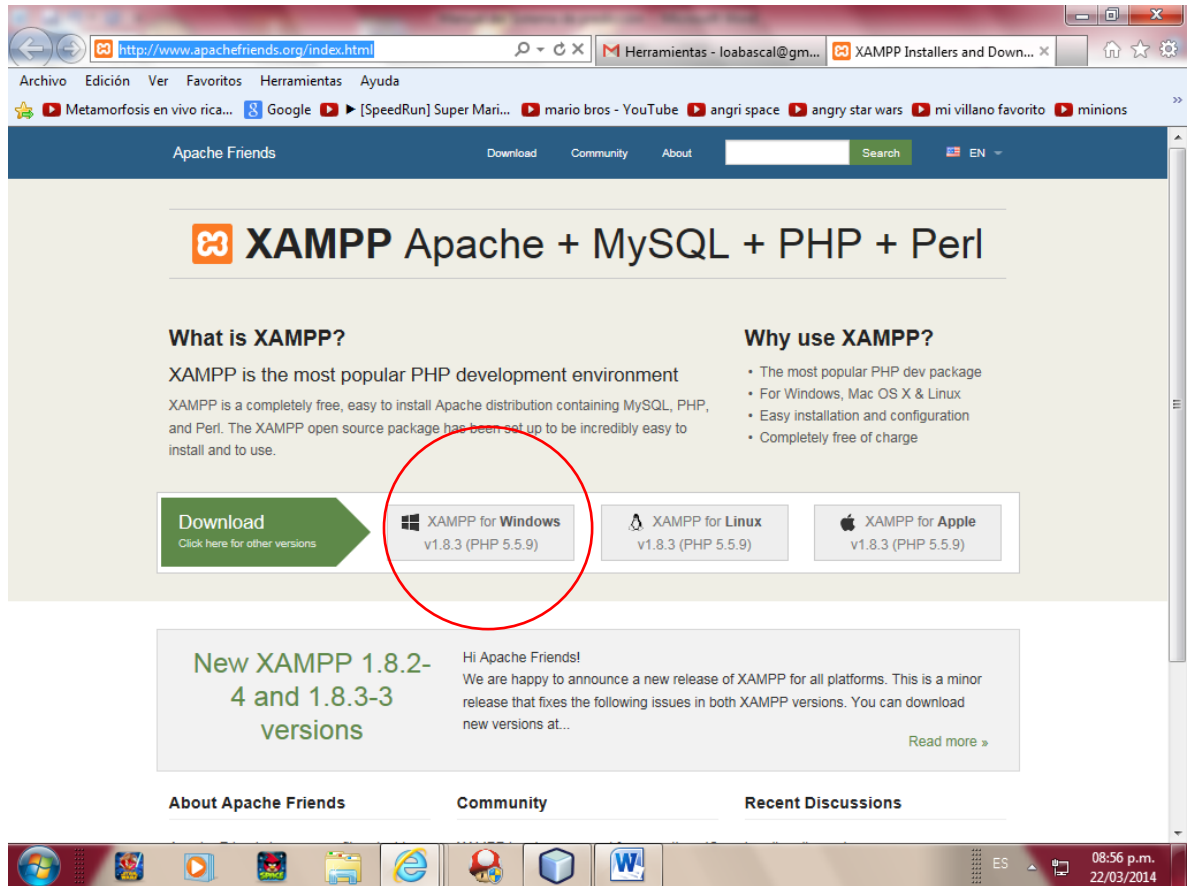 http://www.apachefriends.org/index.html
Herramientas - loabascal@gm...
XAMPP Installers and Down...
Archivo Edición Ver Favoritos Herramientas Ayuda
Metamorfosis en vivo rica... Google ► [SpeedRun] Super Mari... mario bros - YouTube angri space angry star wars mi villano favorito minions
Apache Friends Download Community About Search EN
XAMPP Apache + MySQL + PHP + Perl
What is XAMPP?
XAMPP is the most popular PHP development environment
XAMPP is a completely free, easy to install Apache distribution containing MySQL, PHP,
and Perl. The XAMPP open source package has been set up to be incredibly easy to
install and to use.
Why use XAMPP?
• The most popular PHP dev package
• For Windows, Mac OS X & Linux
• Easy installation and configuration
• Completely free of charge
Download
Click here for other versions
XAMPP for Windows
v1.8.3 (PHP 5.5.9)
XAMPP for Linux
v1.8.3 (PHP 5.5.9)
XAMPP for Apple
v1.8.3 (PHP 5.5.9)
New XAMPP 1.8.2-
4 and 1.8.3-3
versions
Hi Apache Friends!
We are happy to announce a new release of XAMPP for all platforms. This is a minor
release that fixes the following issues in both XAMPP versions. You can download
new versions at...
Read more »
About Apache Friends
Community
Recent Discussions
ES
08:56 p.m.
22/03/2014